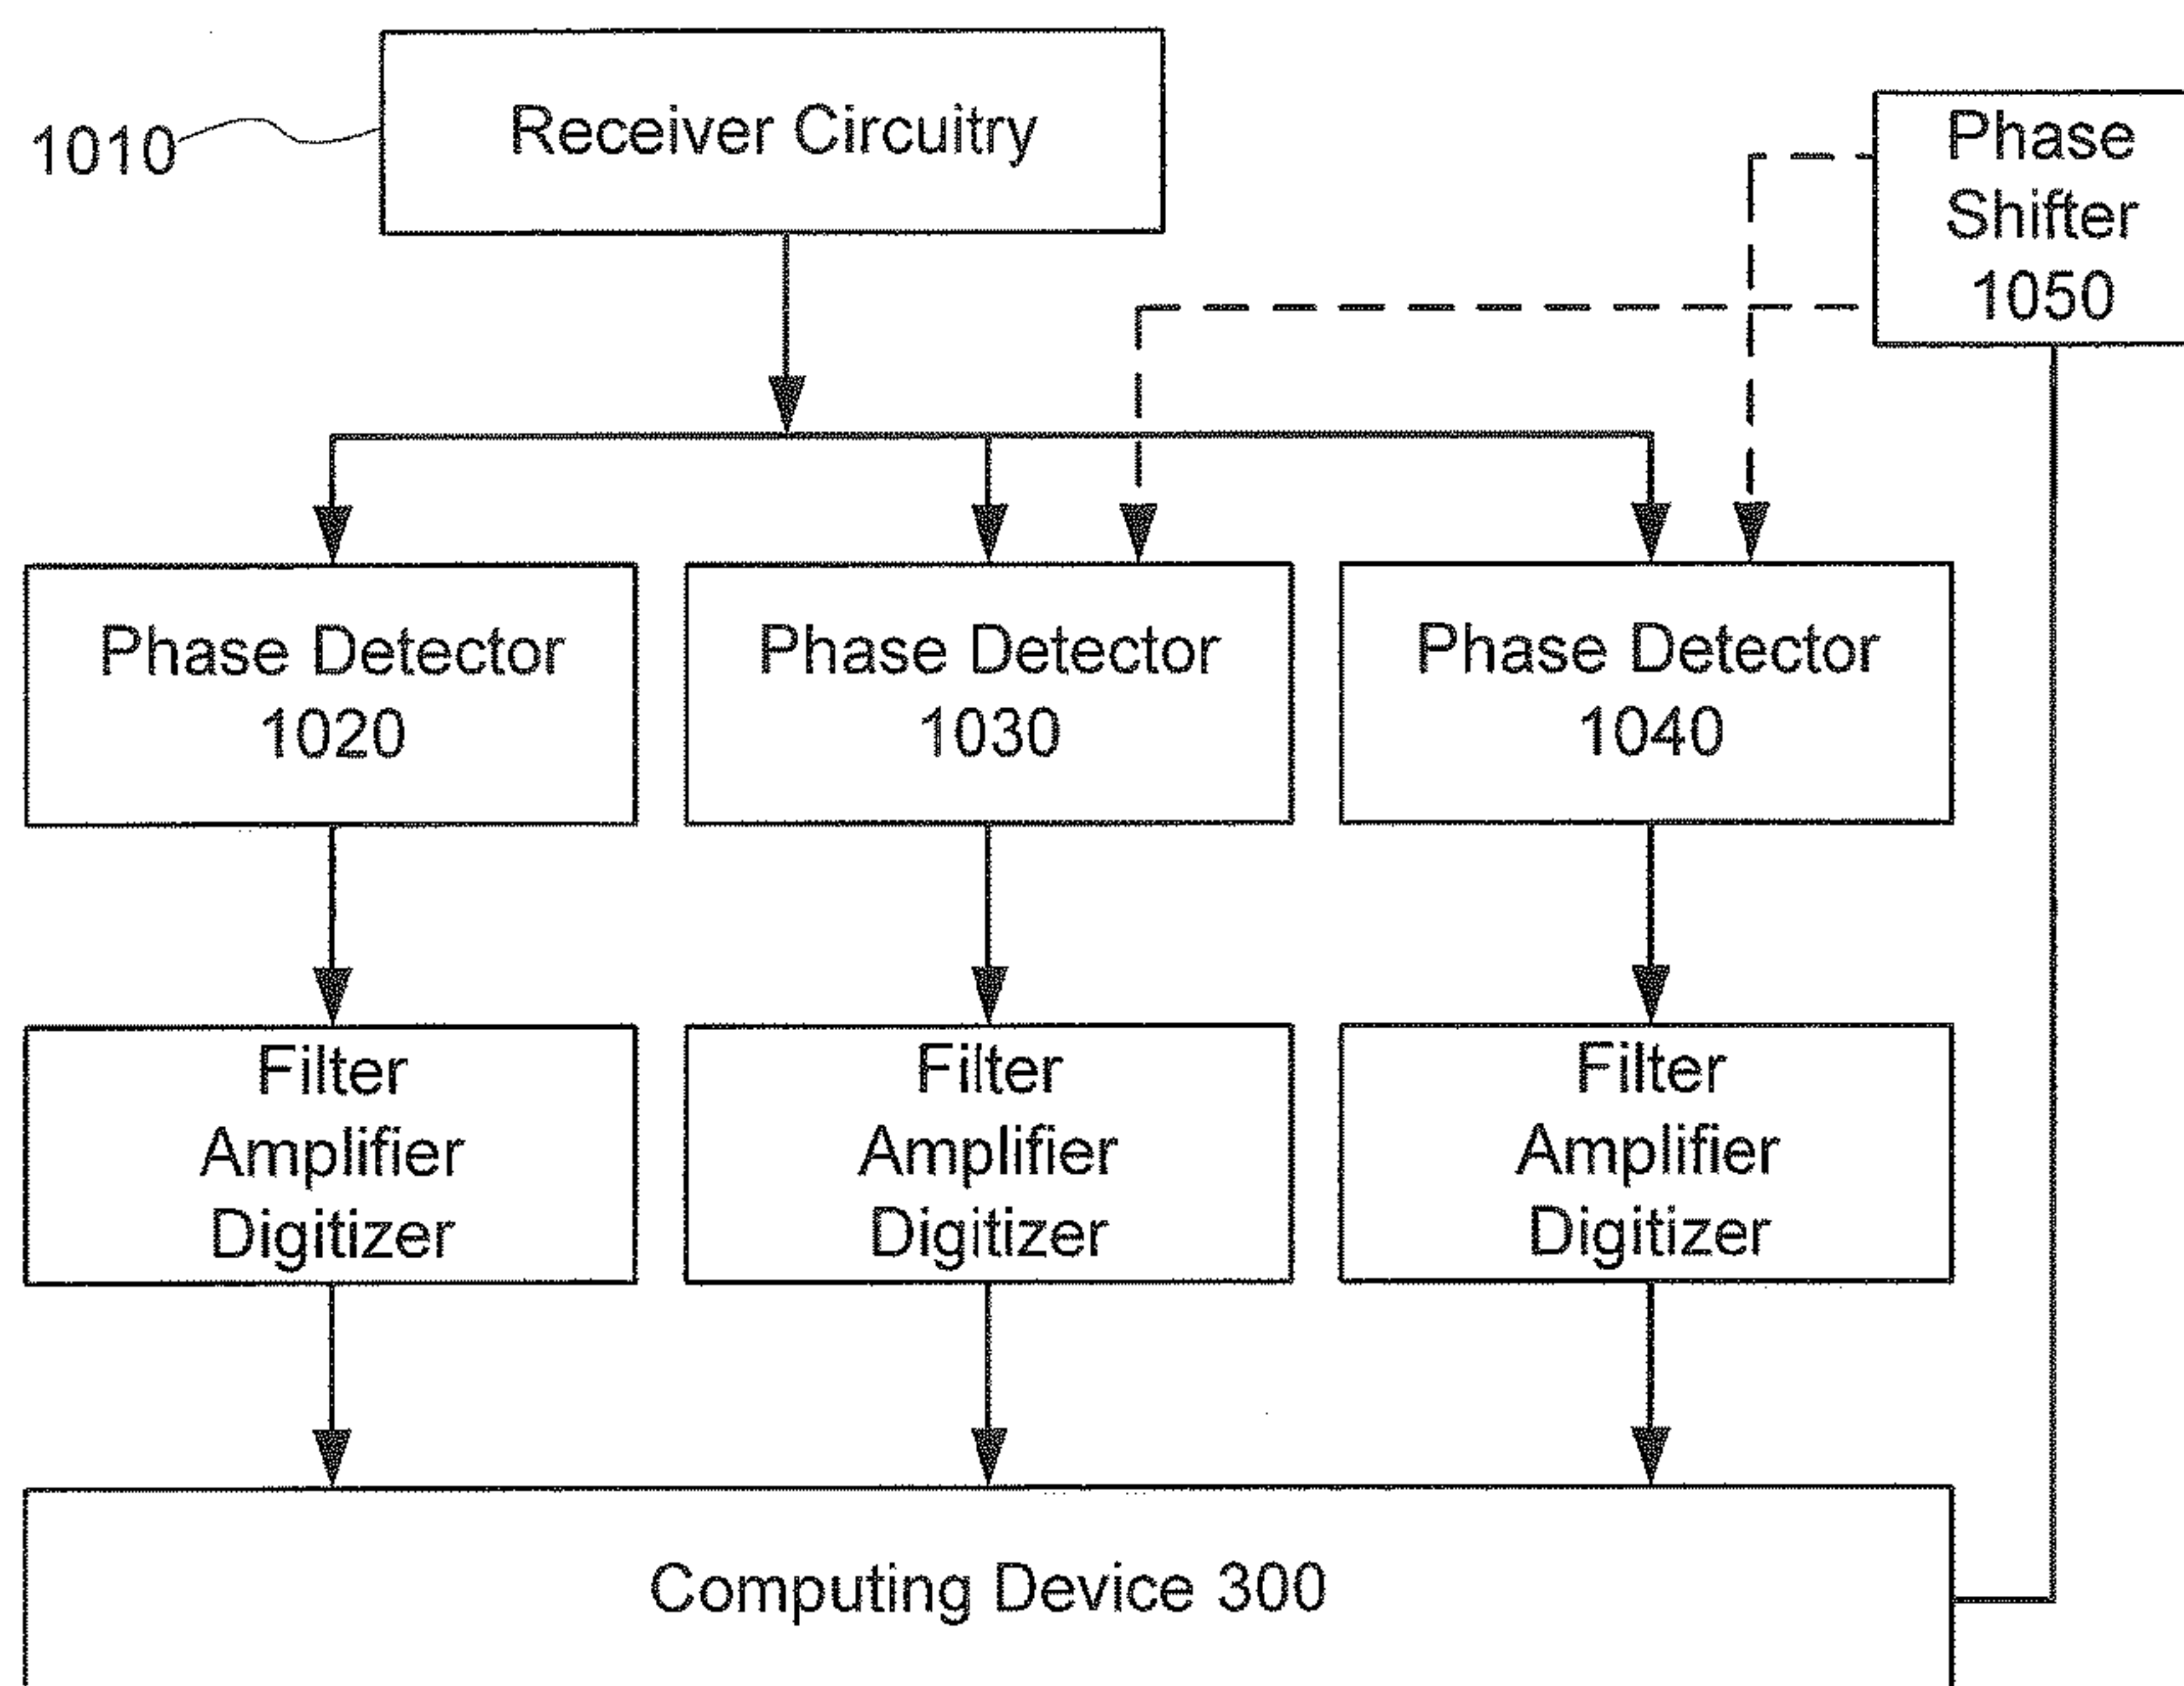 1010
Receiver Circuitry
Phase
Shifter
1050
Phase Detector
1020
Phase Detector
1030
Phase Detector
1040
Filter
Amplifier
Digitizer
Filter
Amplifier
Digitizer
Filter
Amplifier
Digitizer
Computing Device 300